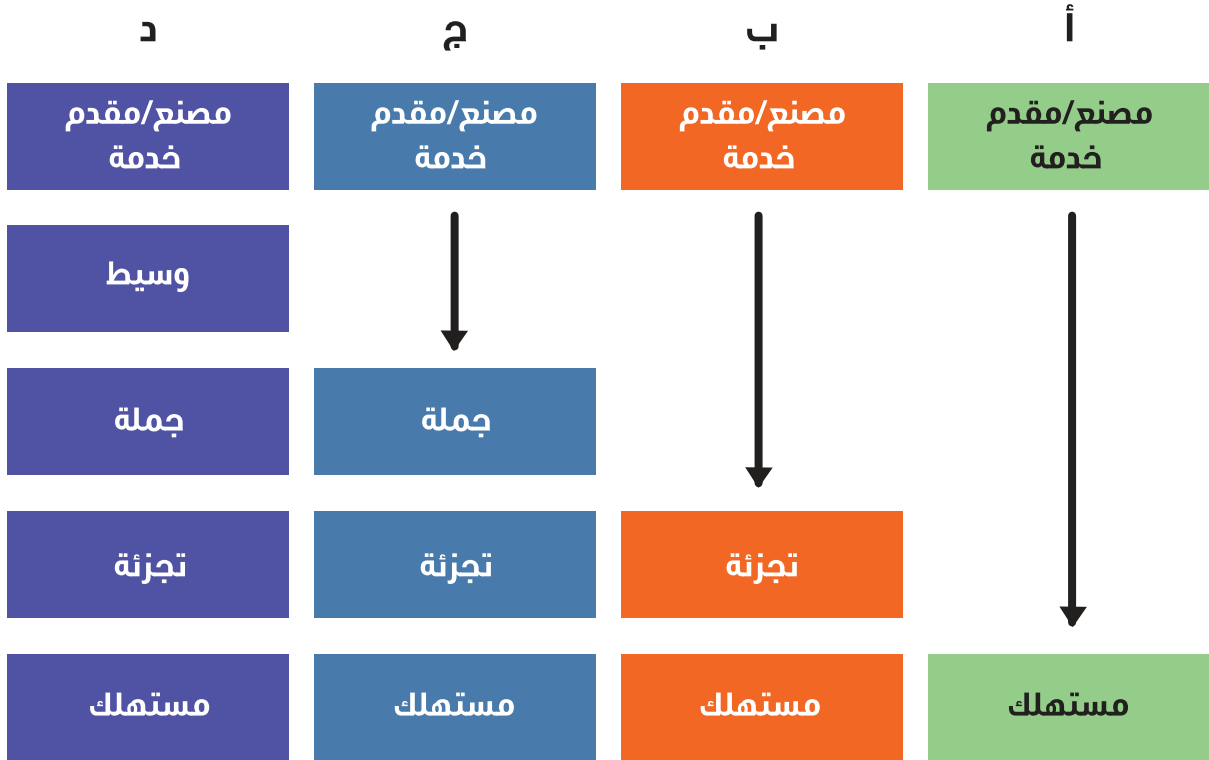 أ
ب
ج
د
مصنع/مقدم
خدمة
مصنع/مقدم
خدمة
مصنع/مقدم
خدمة
مصنع/مقدم
خدمة
وسيط
جملة
جملة
تجزئة
تجزئة
تجزئة
مستهلك
مستهلك
مستهلك
مستهلك